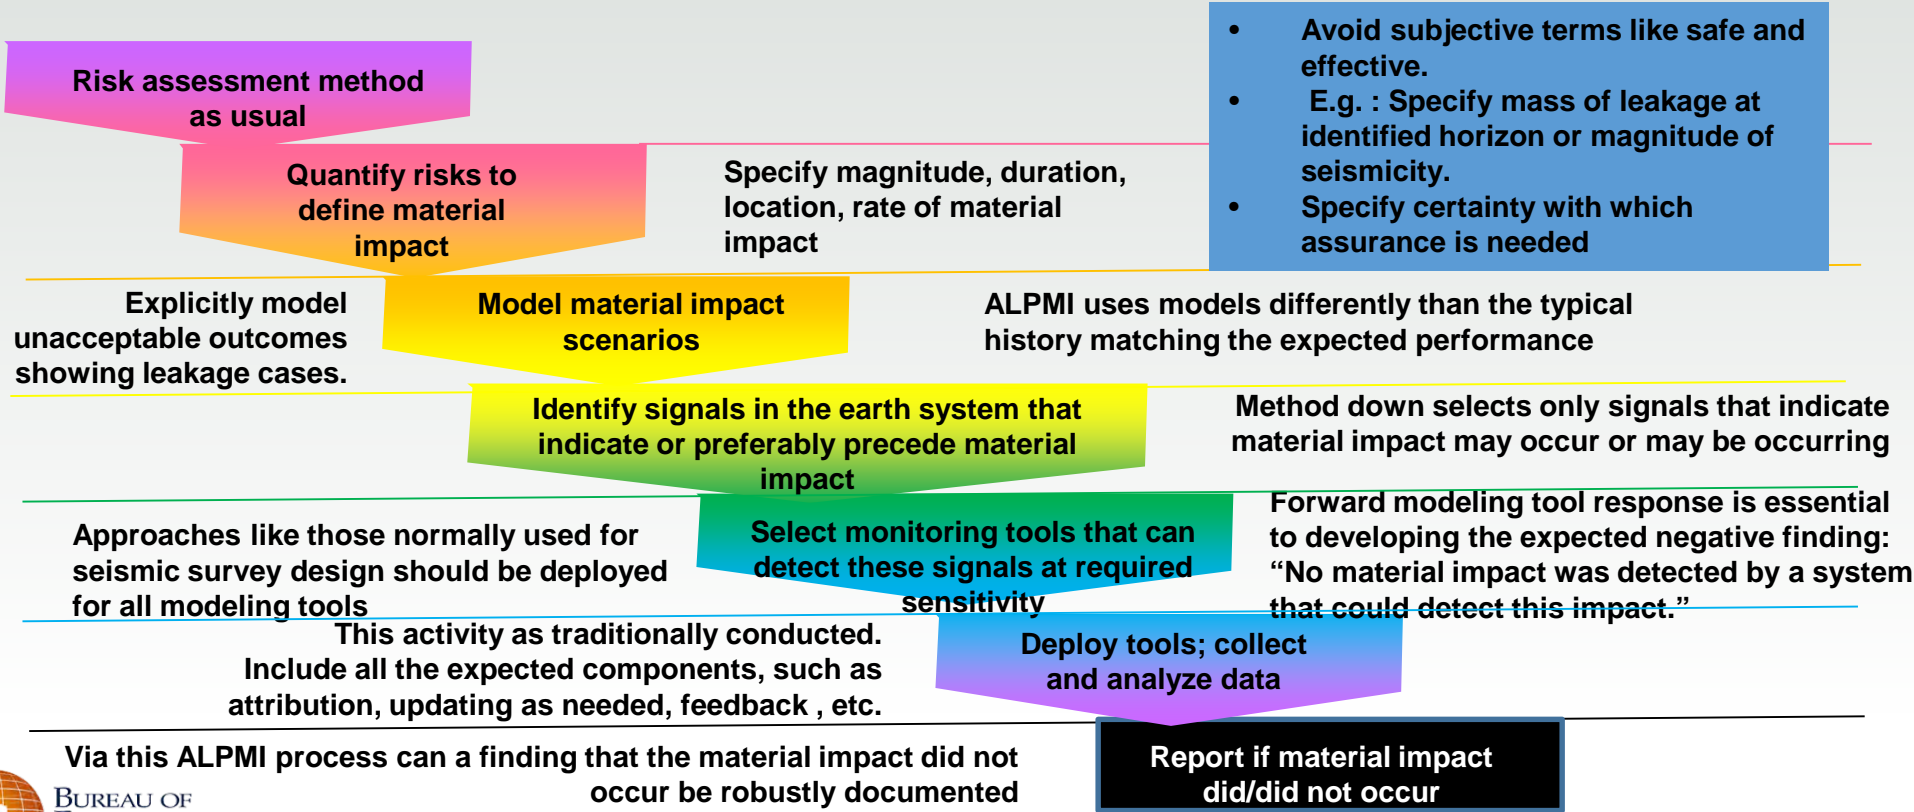 Risk assessment method
as usual
• Avoid subjective terms like safe and
effective.
• E.g. : Specify mass of leakage at
identified horizon or magnitude of
seismicity.
• Specify certainty with which
assurance is needed
Quantify risks to
define material
impact
Specify magnitude, duration,
location, rate of material
impact
Explicitly model
unacceptable outcomes
showing leakage cases.
Model material impact
scenarios
ALPMI uses models differently than the typical
history matching the expected performance
Identify signals in the earth system that
indicate or preferably precede material
impact
Method down selects only signals that indicate
material impact may occur or may be occurring
Approaches like those normally used for
seismic survey design should be deployed
for all modeling tools
Select monitoring tools that can
detect these signals at required
sensitivity
Forward modeling tool response is essential
to developing the expected negative finding:
“No material impact was detected by a system
that could detect this impact.”
This activity as traditionally conducted.
Include all the expected components, such as
attribution, updating as needed, feedback , etc.
Deploy tools; collect
and analyze data
Via this ALPMI process can a finding that the material impact did not
occur be robustly documented
Report if material impact
did/did not occur
BUREAU OF